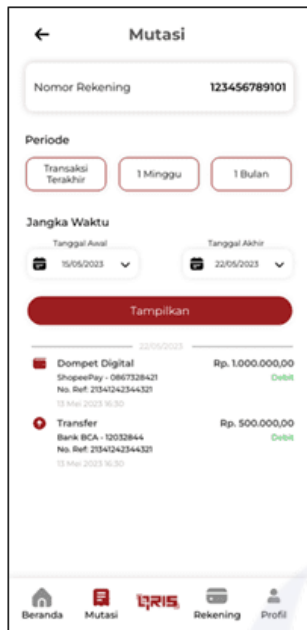 Mutasi
Nomor Rekening 123456789101
Periode
Transaksi Terakhir
1 Minggu
1 Bulan
Jangka Waktu
Tanggal Awal
Tanggal Akhir
15/05/2023
22/05/2023
Tampilkan
22/05/2023
Dompet Digital Rp. 1.000.000,00
ShopeePay - 0867328421 Debit
No. Ref: 21341242344321
13 Mei 2023 16:30
Transfer Rp. 500.000,00
Bank BCA - 12032844 Debit
No. Ref: 21341242344321
13 Mei 2023 16:30
Beranda
Mutasi
QRIS
Rekening
Profil